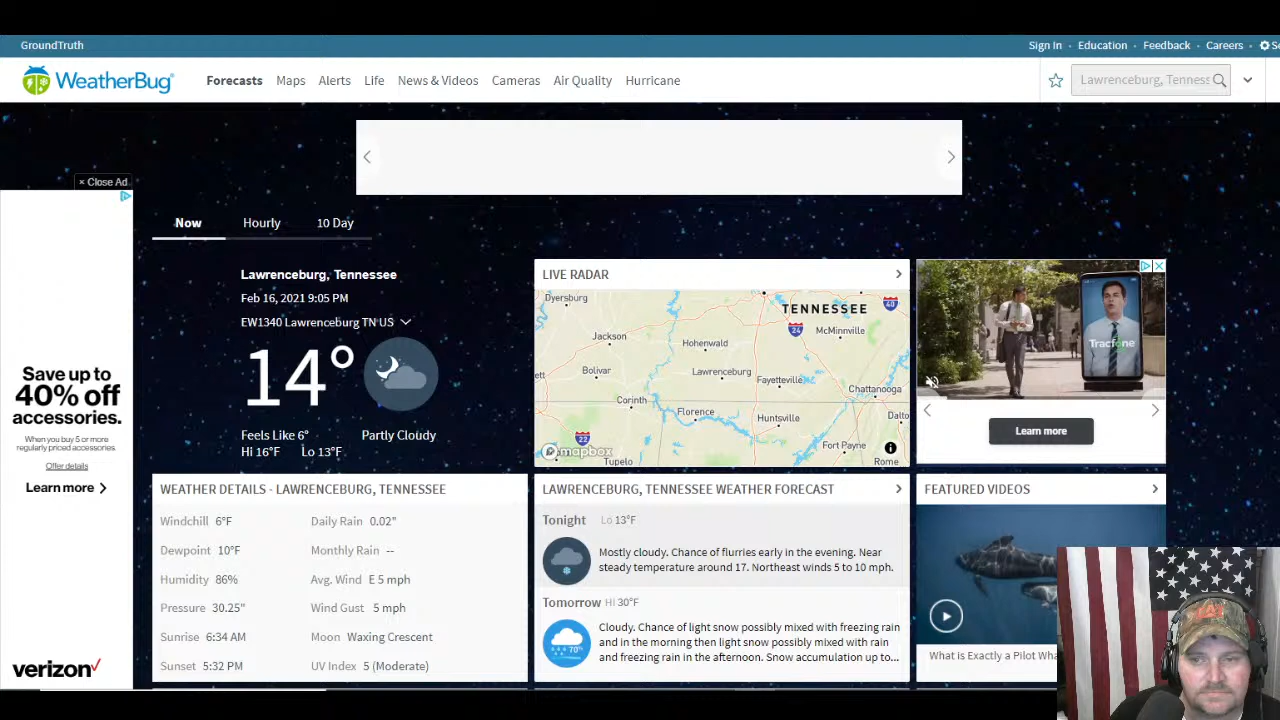 GroundTruth
Sign In · Education · Feedback · Careers ·
WeatherBug
Forecasts Maps Alerts Life News & Videos Cameras Air Quality Hurricane
Lawrenceburg, Tenness
× Close Ad
Now Hourly 10 Day
Lawrenceburg, Tennessee
Feb 16, 2021 9:05 PM
EW1340 Lawrenceburg TN US
14°
Feels Like 6°
Hi 16°F Lo 13°F
Partly Cloudy
LIVE RADAR
Dyersburg
TENNESSEE
40
24
McMinnville
Jackson
Hohenwald
Bolivar
Lawrenceburg
Fayetteville
Chattanooga
Corinth
Florence
Huntsville
Dalto
22
Fort Payne
mapbox
Tupelo
Rome
Tracfone
Learn more
Save up to
40% off
accessories.
When you buy 5 or more
regularly priced accessories.
Offer details
Learn more
verizon
WEATHER DETAILS - LAWRENCEBURG, TENNESSEE
Windchill 6°F Daily Rain 0.02"
Dewpoint 10°F Monthly Rain --
Humidity 86% Avg. Wind E 5 mph
Pressure 30.25" Wind Gust 5 mph
Sunrise 6:34 AM Moon Waxing Crescent
Sunset 5:32 PM UV Index 5 (Moderate)
LAWRENCEBURG, TENNESSEE WEATHER FORECAST
Tonight Lo 13°F
Mostly cloudy. Chance of flurries early in the evening. Near
steady temperature around 17. Northeast winds 5 to 10 mph.
Tomorrow Hi 30°F
70%
Cloudy. Chance of light snow possibly mixed with freezing rain
and in the morning then light snow possibly mixed with rain
and freezing rain in the afternoon. Snow accumulation up to...
FEATURED VIDEOS
What is Exactly a Pilot Wha